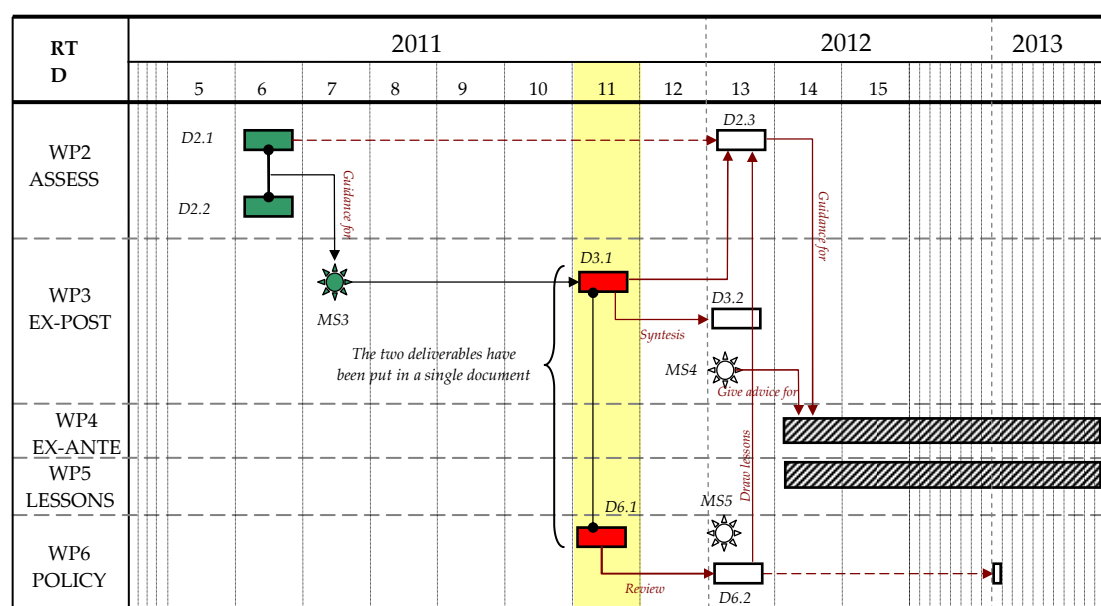 RT
D
2011
2012
2013
5
6
7
8
9
10
11
12
13
14
15
WP2
ASSESS
D2.1
D2.2
Guidance for
D2.3
Guidance for
WP3
EX-POST
MS3
D3.1
D3.2
Syntesis
The two deliverables have
been put in a single document
MS4
Give advice for
WP4
EX-ANTE
WP5
LESSONS
Draw lessons
WP6
POLICY
D6.1
MS5
Review
D6.2